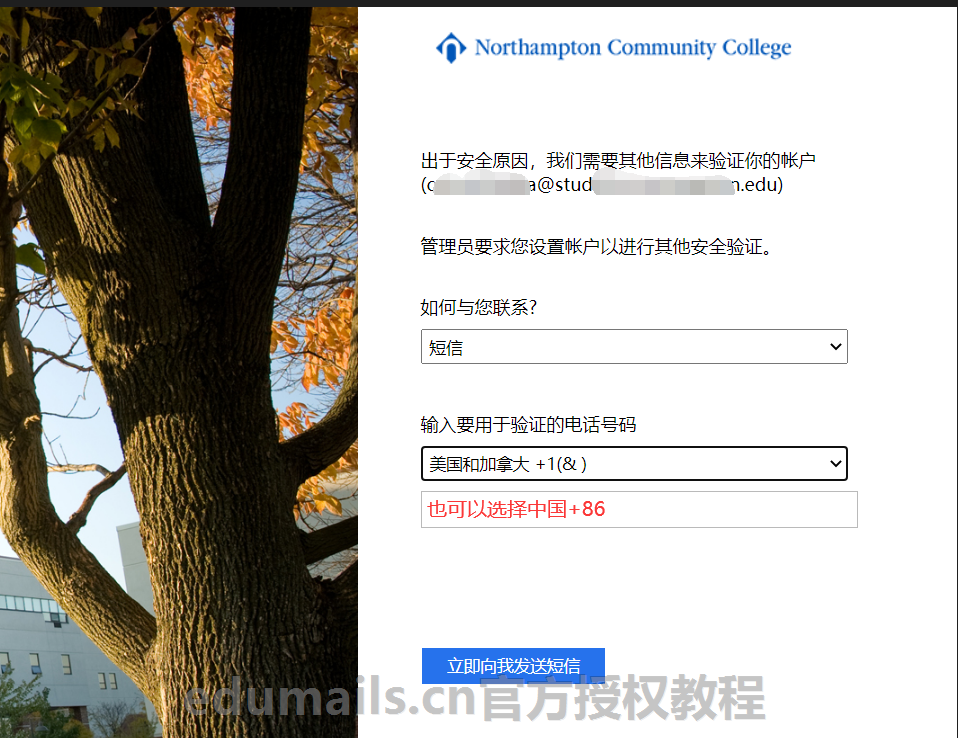 Northampton Community College
出于安全原因，我们需要其他信息来验证你的帐户
(c a@stud n.edu)
管理员要求您设置帐户以进行其他安全验证。
如何与您联系?
短信
输入要用于验证的电话号码
美国和加拿大 +1(& )
也可以选择中国+86
立即向我发送短信
edumails.cn官方授权教程